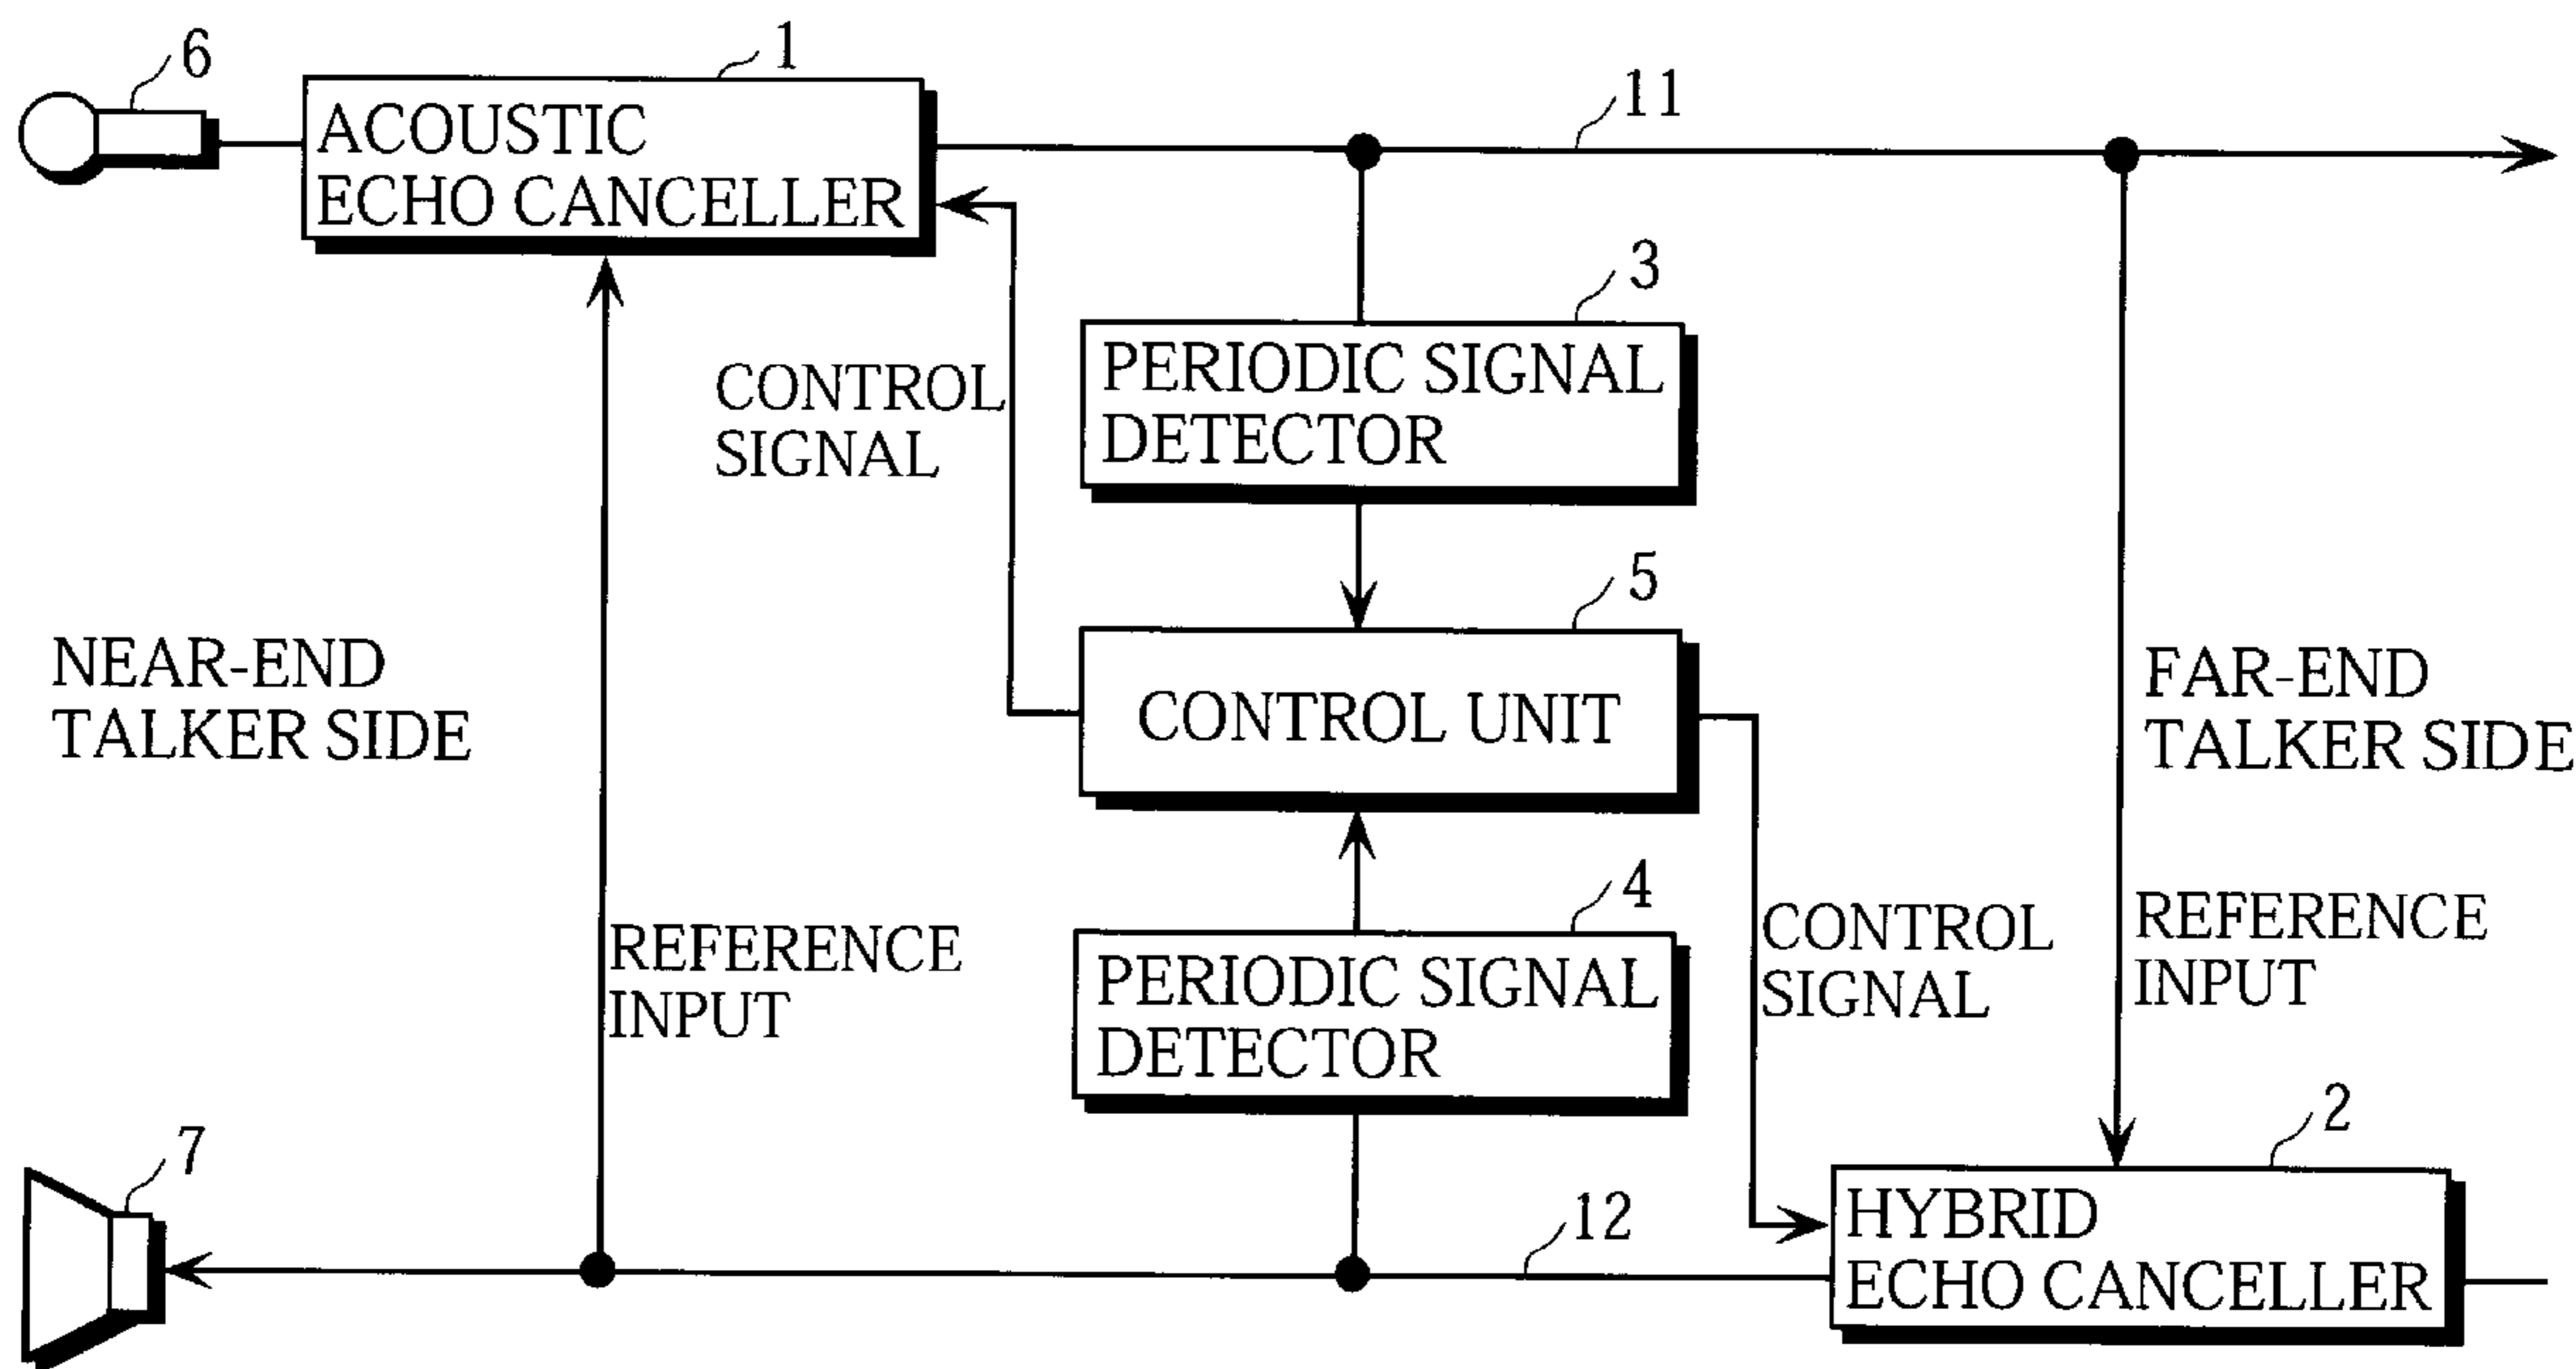 6
1
ACOUSTIC
ECHO CANCELLER
11
3
PERIODIC SIGNAL
DETECTOR
CONTROL
SIGNAL
5
CONTROL UNIT
NEAR-END
TALKER SIDE
FAR-END
TALKER SIDE
4
PERIODIC SIGNAL
DETECTOR
REFERENCE
INPUT
CONTROL
SIGNAL
REFERENCE
INPUT
7
12
2
HYBRID
ECHO CANCELLER